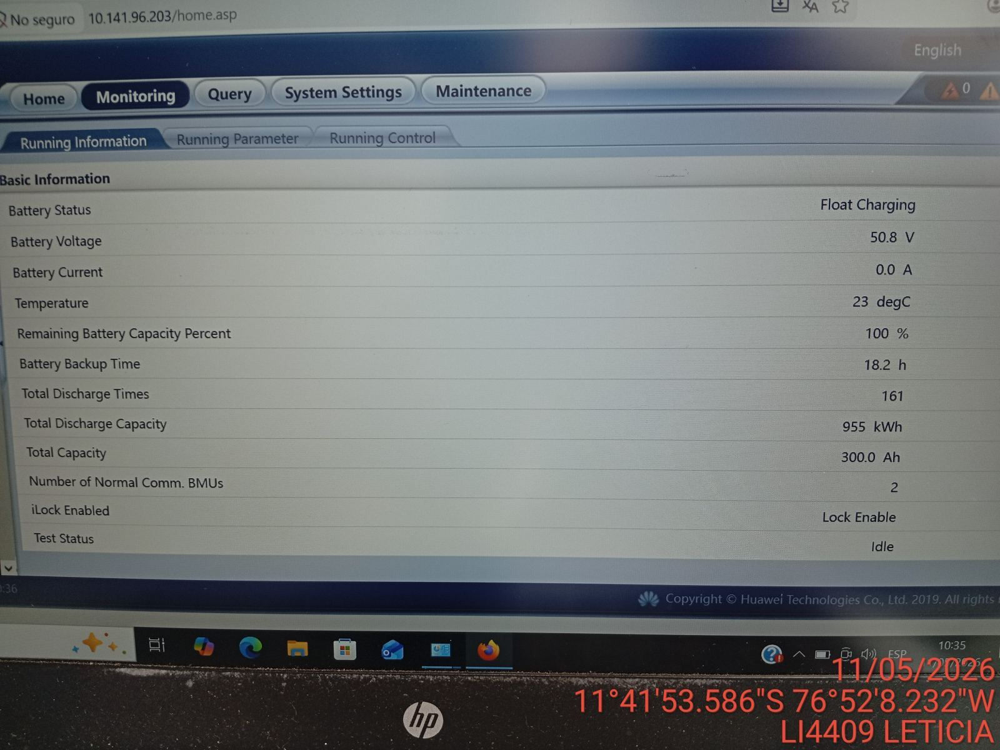 No seguro 10.141.96.203/home.asp
English
Home Monitoring Query System Settings Maintenance 0
Running Information Running Parameter Running Control
Basic Information
Battery Status Float Charging
Battery Voltage 50.8 V
Battery Current 0.0 A
Temperature 23 degC
Remaining Battery Capacity Percent 100 %
Battery Backup Time 18.2 h
Total Discharge Times 161
Total Discharge Capacity 955 kWh
Total Capacity 300.0 Ah
Number of Normal Comm. BMUs 2
iLock Enabled Lock Enable
Test Status Idle
:36
Copyright © Huawei Technologies Co., Ltd. 2019. All rights
ESP 10:35
hp
11/05/2026
11°41'53.586"S 76°52'8.232"W
LI4409 LETICIA